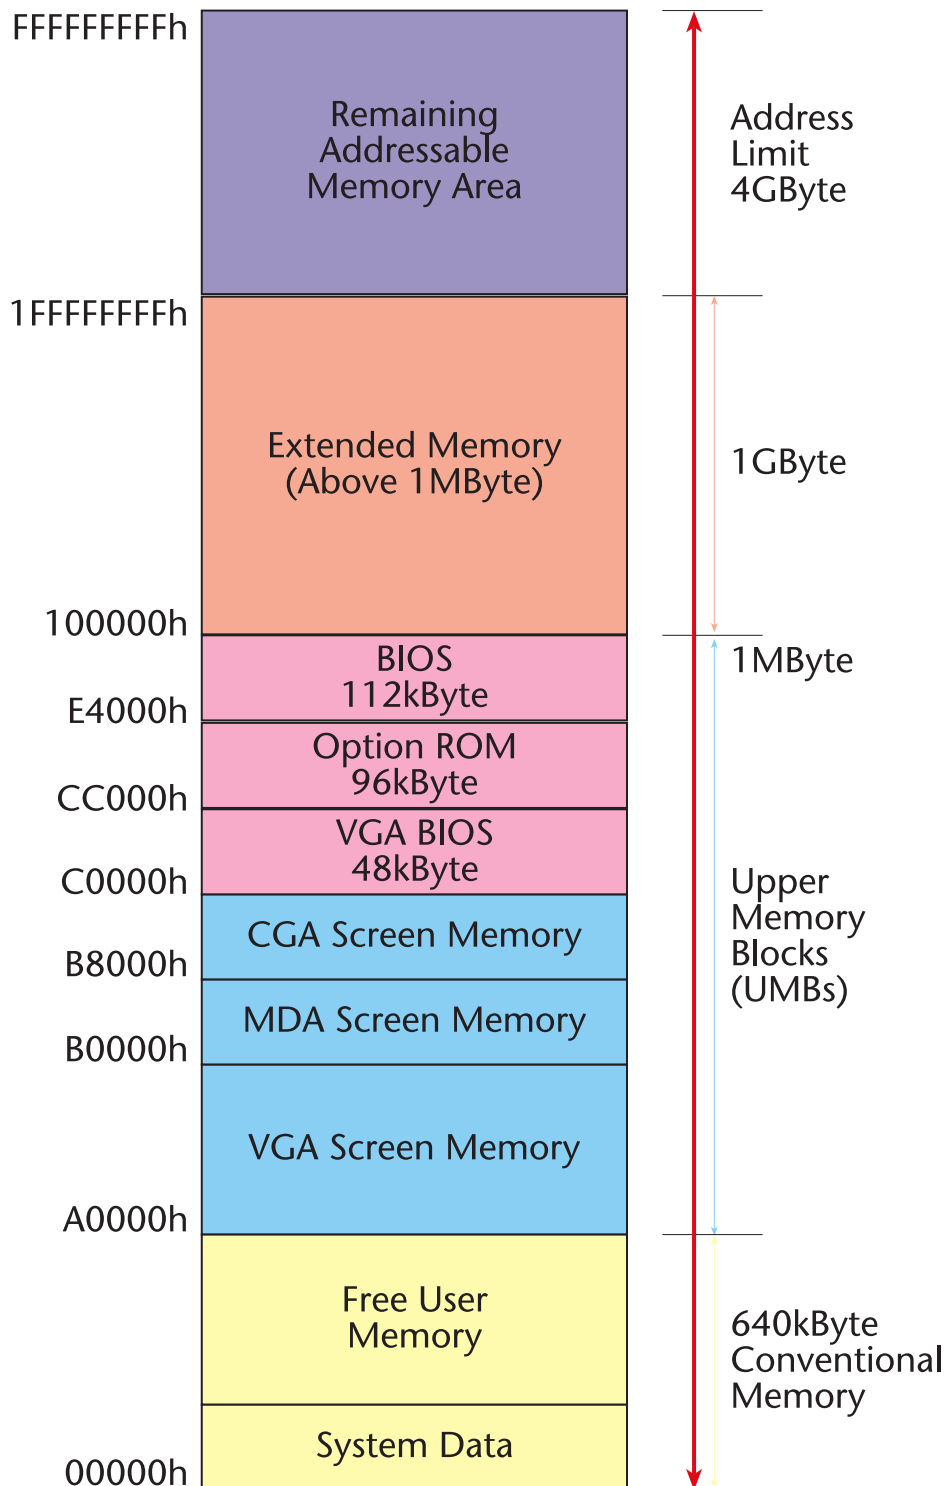 FFFFFFFFFh
Remaining
Addressable
Memory Area
Address
Limit
4GByte
1FFFFFFFFh
Extended Memory
(Above 1MByte)
1GByte
100000h
BIOS
112kByte
1MByte
E4000h
Option ROM
96kByte
CC000h
VGA BIOS
48kByte
C0000h
Upper
Memory
Blocks
(UMBs)
CGA Screen Memory
B8000h
MDA Screen Memory
B0000h
VGA Screen Memory
A0000h
Free User
Memory
640kByte
Conventional
Memory
System Data
00000h